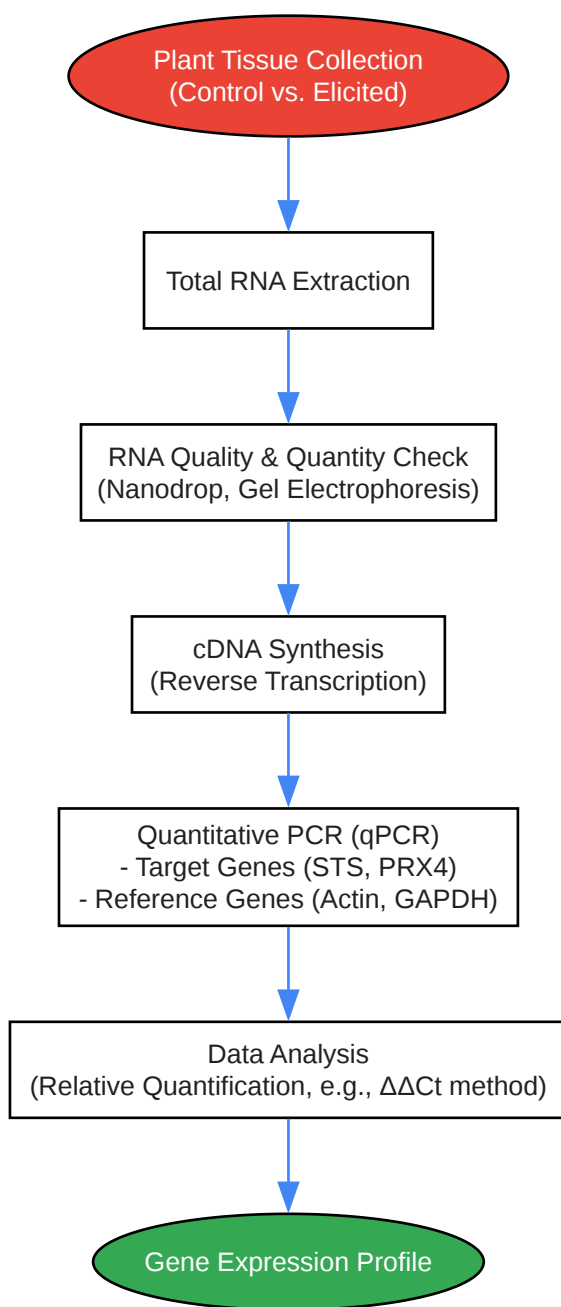 Plant Tissue Collection
(Control vs. Elicited)
Total RNA Extraction
RNA Quality & Quantity Check
(Nanodrop, Gel Electrophoresis)
cDNA Synthesis
(Reverse Transcription)
Quantitative PCR (qPCR)
- Target Genes (STS, PRX4)
- Reference Genes (Actin, GAPDH)
Data Analysis
(Relative Quantification, e.g., ΔΔCt method)
Gene Expression Profile